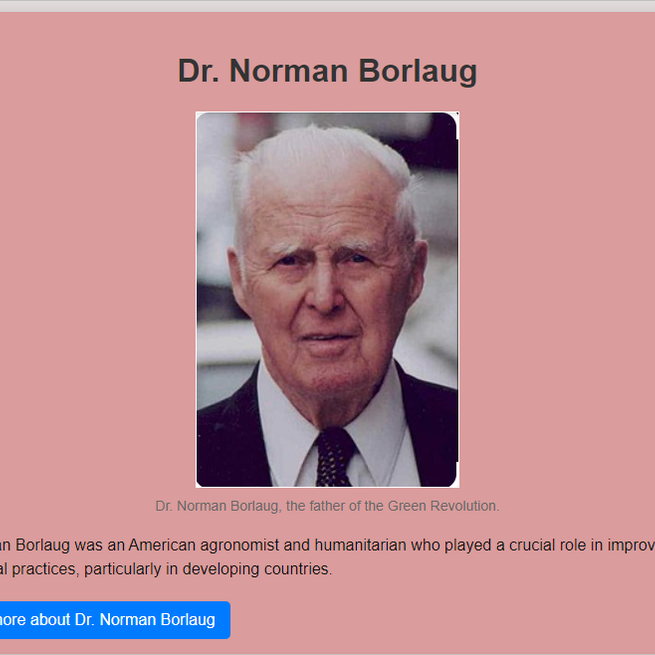 Dr. Norman Borlaug
Dr. Norman Borlaug, the father of the Green Revolution.
an Borlaug was an American agronomist and humanitarian who played a crucial role in improv
al practices, particularly in developing countries.
more about Dr. Norman Borlaug